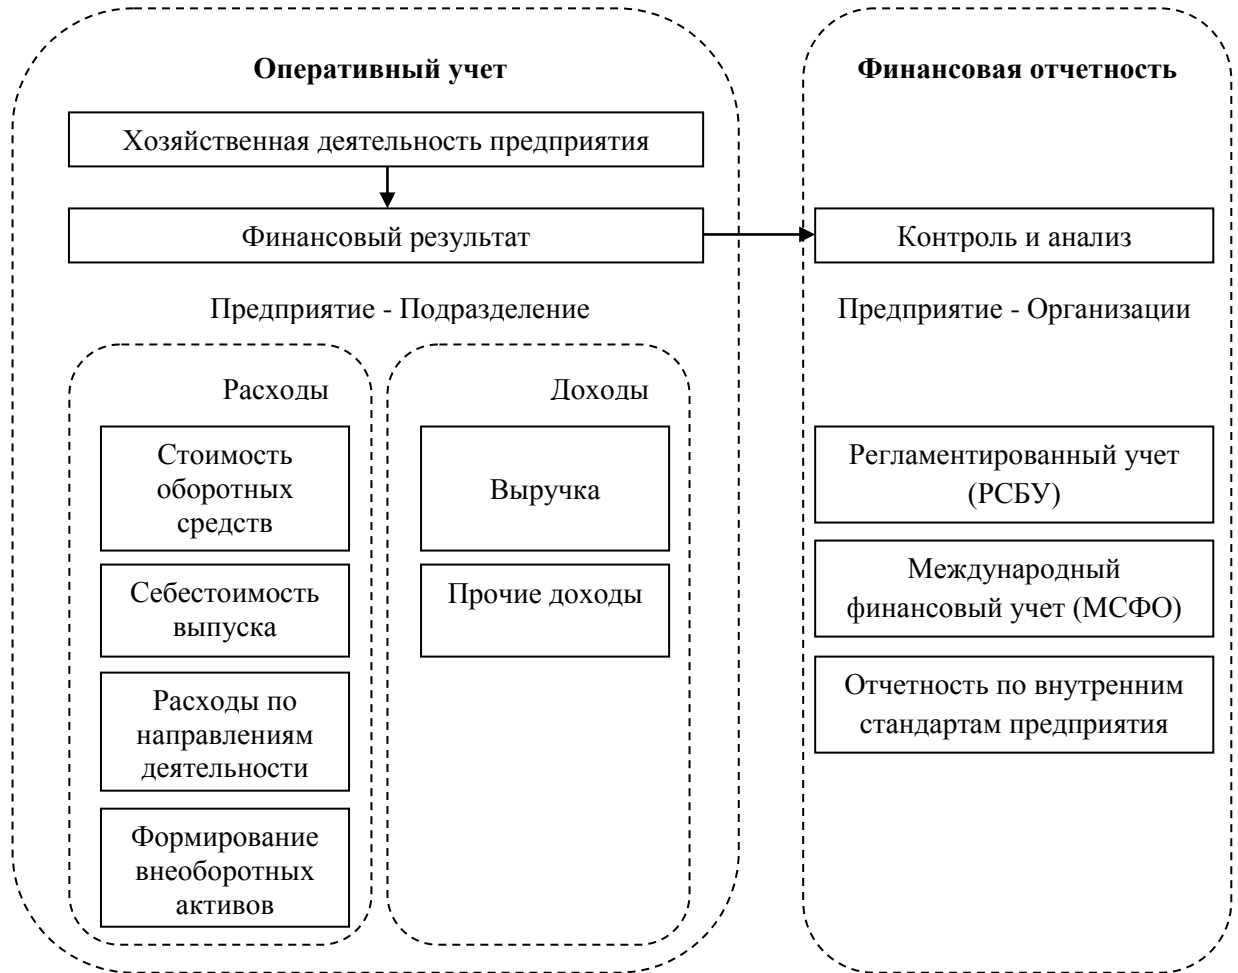 Оперативный учет
Хозяйственная деятельность предприятия
Финансовый результат
Предприятие - Подразделение
Расходы
Стоимость
оборотных
средств
Себестоимость
выпуска
Расходы по
направлениям
деятельности
Формирование
внеоборотных
активов
Доходы
Выручка
Прочие доходы
Финансовая отчетность
Контроль и анализ
Предприятие - Организации
Регламентированный учет
(РСБУ)
Международный
финансовый учет (МСФО)
Отчетность по внутренним
стандартам предприятия